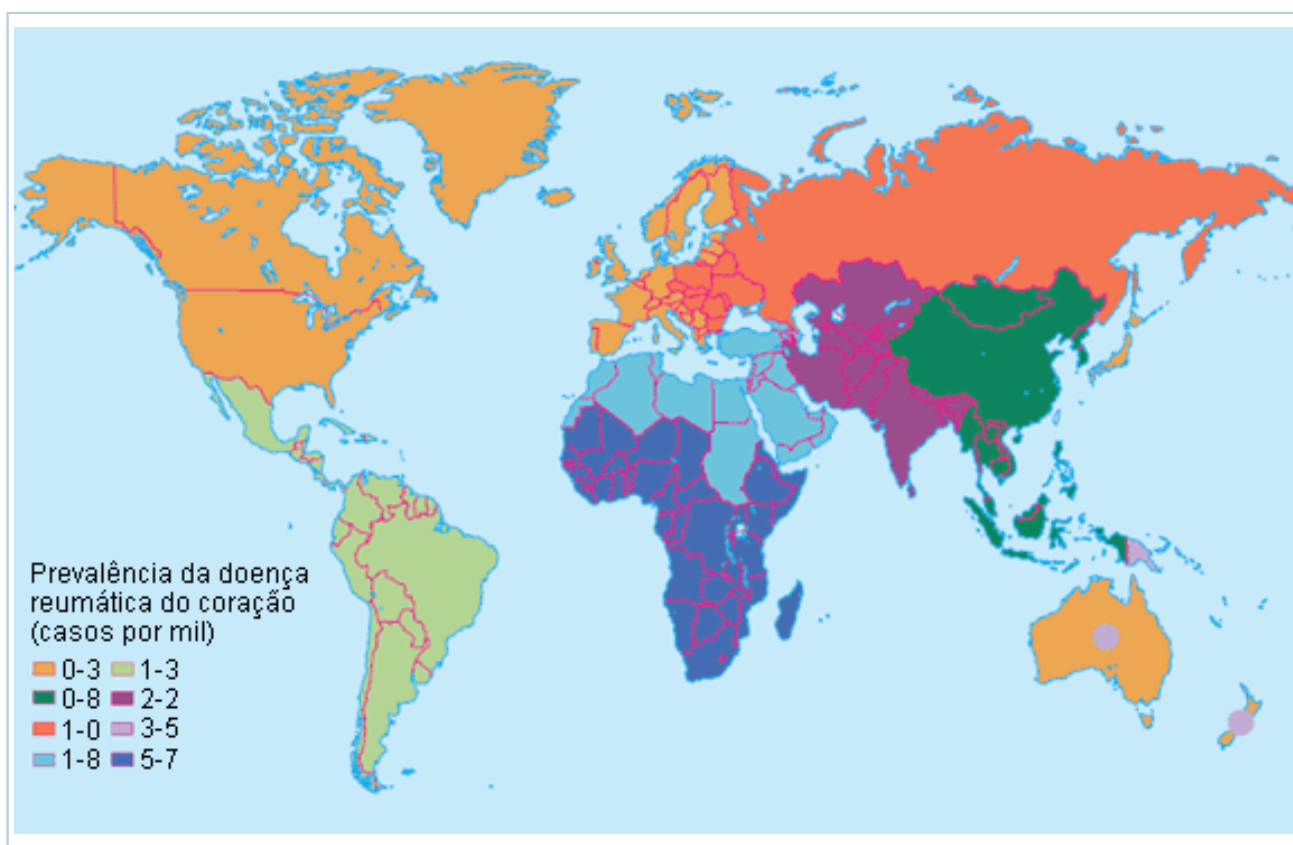 Prevalência da doença
reumática do coração
(casos por mil)
0-3 1-3
0-8 2-2
1-0 3-5
1-8 5-7